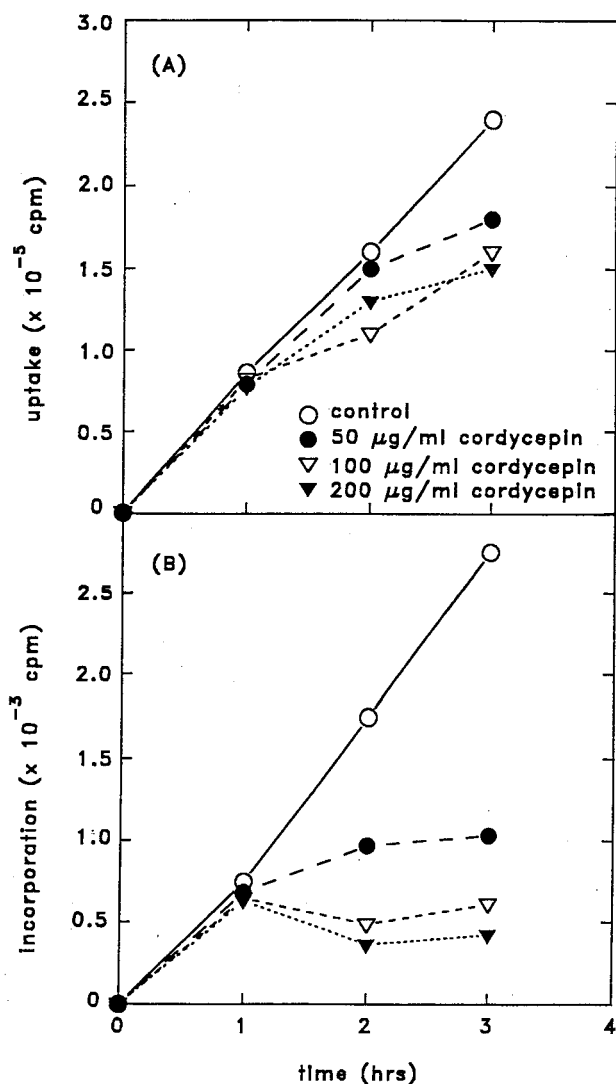 3.0
(A)
2.5
2.0
1.5
1.0
0.5
0
uptake (x 10⁻⁵ cpm)
control
50 μg/ml cordycepin
100 μg/ml cordycepin
200 μg/ml cordycepin
(B)
2.5
2.0
1.5
1.0
0.5
0
incorporation (x 10⁻³ cpm)
0 1 2 3 4
time (hrs)